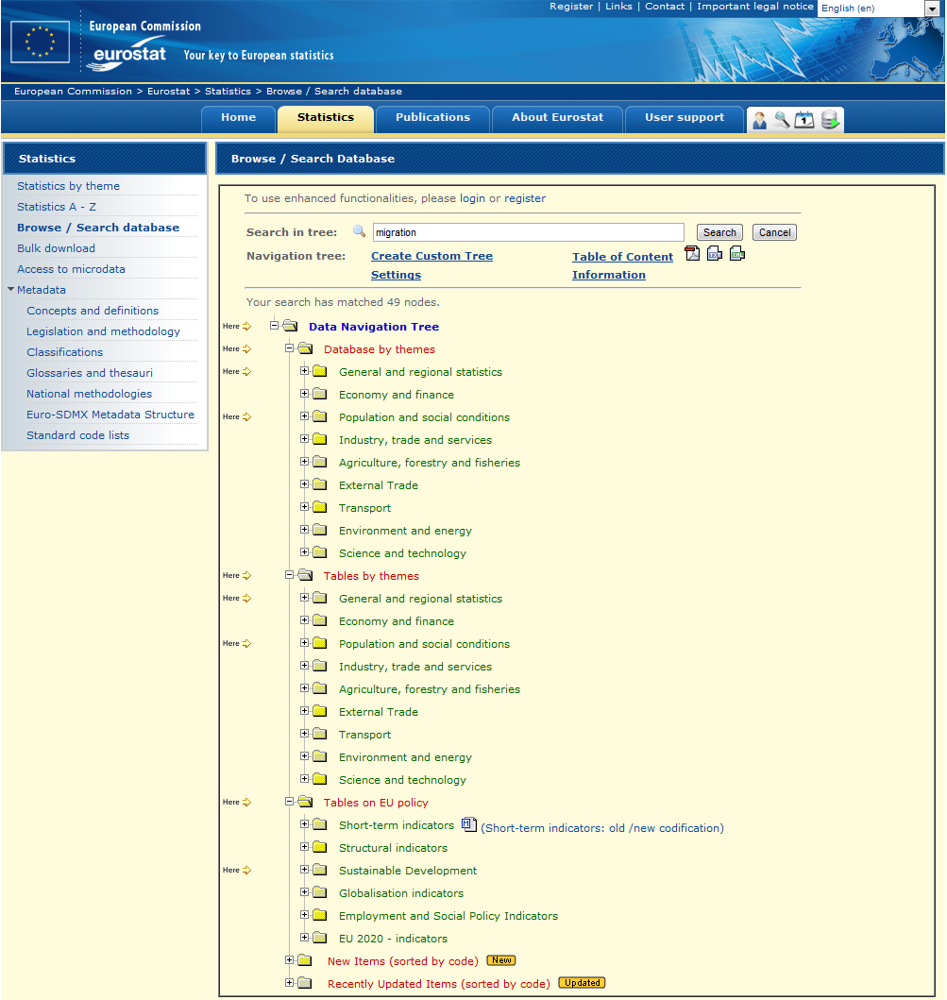 Register | Links | Contact | Important legal notice English (en)
European Commission
eurostat Your key to European statistics
European Commission > Eurostat > Statistics > Browse / Search database
Home Statistics Publications About Eurostat User support 1
Statistics
Statistics by theme
Statistics A - Z
Browse / Search database
Bulk download
Access to microdata
Metadata
Concepts and definitions
Legislation and methodology
Classifications
Glossaries and thesauri
National methodologies
Euro-SDMX Metadata Structure
Standard code lists
Browse / Search Database
To use enhanced functionalities, please login or register
Search in tree: migration Search Cancel
Navigation tree: Create Custom Tree Table of Content
Settings Information
Your search has matched 49 nodes.
Here Data Navigation Tree
Here Database by themes
Here General and regional statistics
Economy and finance
Here Population and social conditions
Industry, trade and services
Agriculture, forestry and fisheries
External Trade
Transport
Environment and energy
Science and technology
Here Tables by themes
Here General and regional statistics
Economy and finance
Here Population and social conditions
Industry, trade and services
Agriculture, forestry and fisheries
External Trade
Transport
Environment and energy
Science and technology
Here Tables on EU policy
Short-term indicators M (Short-term indicators: old /new codification)
Structural indicators
Here Sustainable Development
Globalisation indicators
Employment and Social Policy Indicators
EU 2020 - indicators
New Items (sorted by code) New
Recently Updated Items (sorted by code) Updated